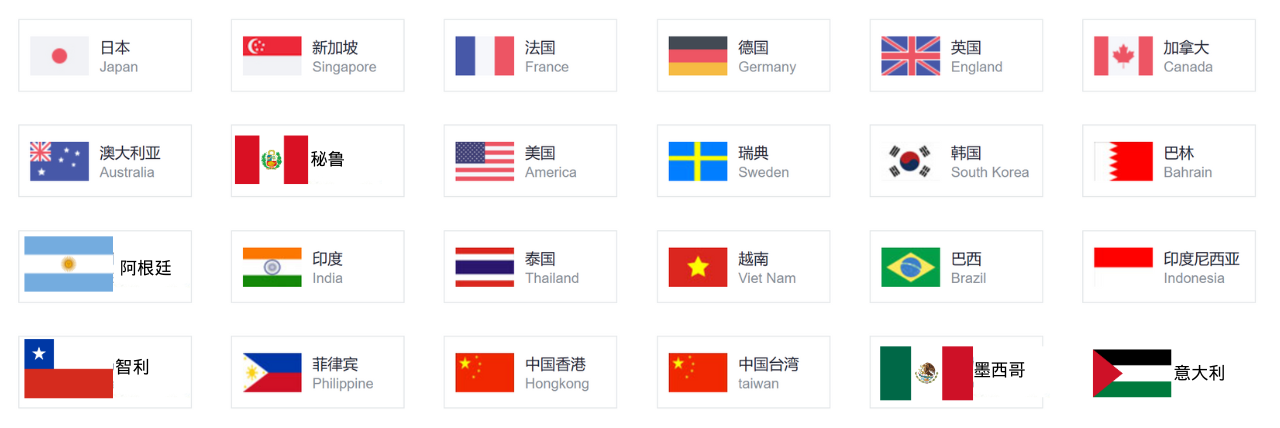 日本
Japan
新加坡
Singapore
法国
France
德国
Germany
英国
England
加拿大
Canada
澳大利亚
Australia
秘鲁
美国
America
瑞典
Sweden
韩国
South Korea
巴林
Bahrain
阿根廷
印度
India
泰国
Thailand
越南
Viet Nam
巴西
Brazil
印度尼西亚
Indonesia
智利
菲律宾
Philippine
中国香港
Hongkong
中国台湾
taiwan
墨西哥
意大利